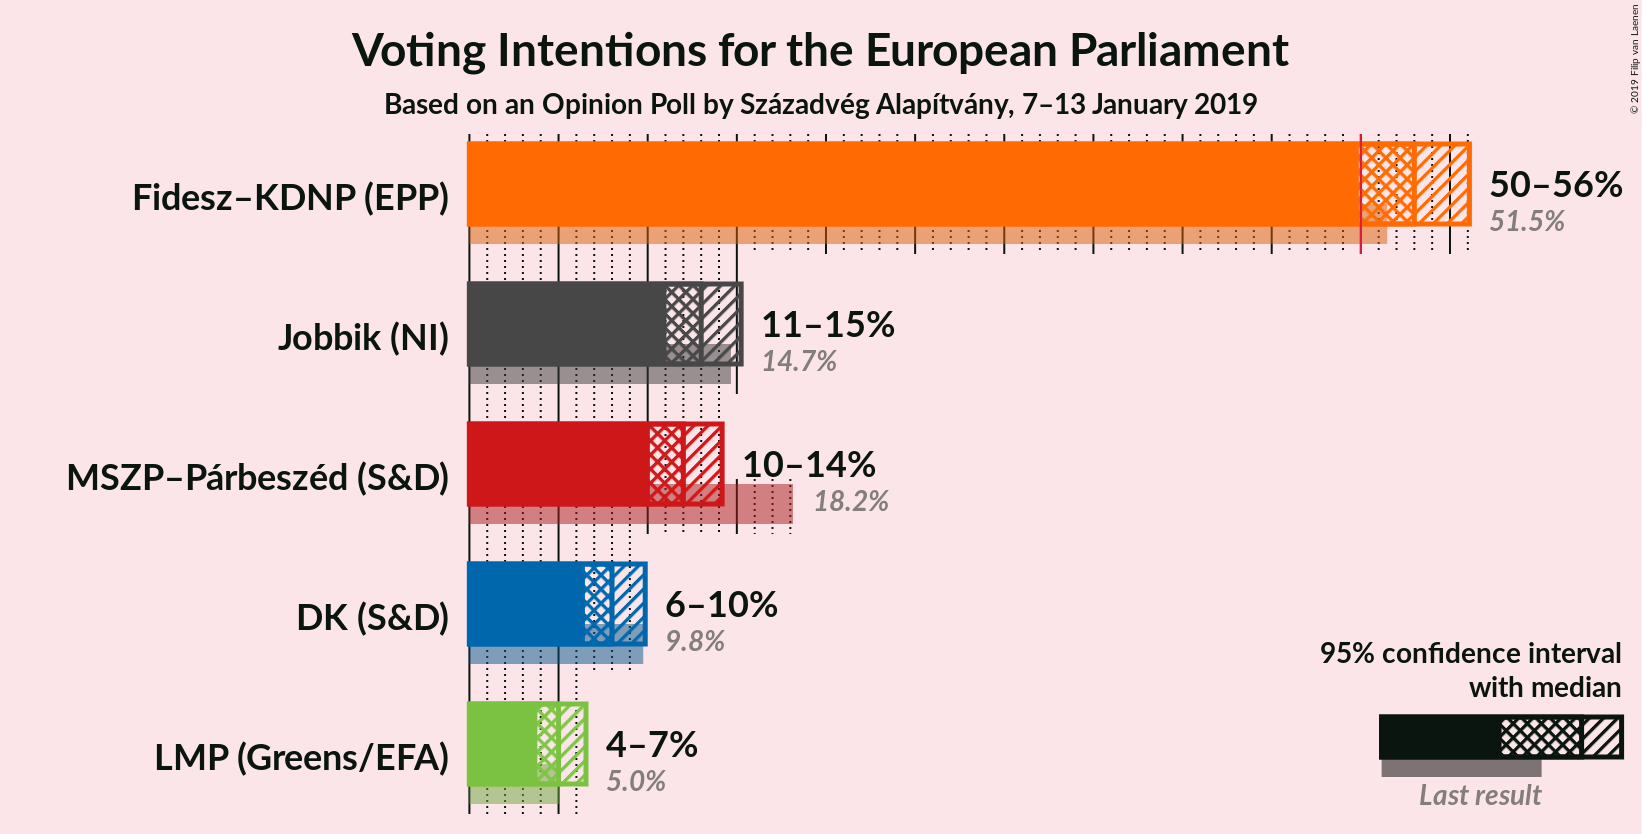 Voting Intentions for the European Parliament
Based on an Opinion Poll by Századvég Alapítvány, 7–13 January 2019
© 2019 Filip van Laenen
Fidesz–KDNP (EPP)
50–56%
51.5%
Jobbik (NI)
11–15%
14.7%
MSZP–Párbeszéd (S&D)
10–14%
18.2%
DK (S&D)
6–10%
9.8%
LMP (Greens/EFA)
4–7%
5.0%
95% confidence interval
with median
Last result